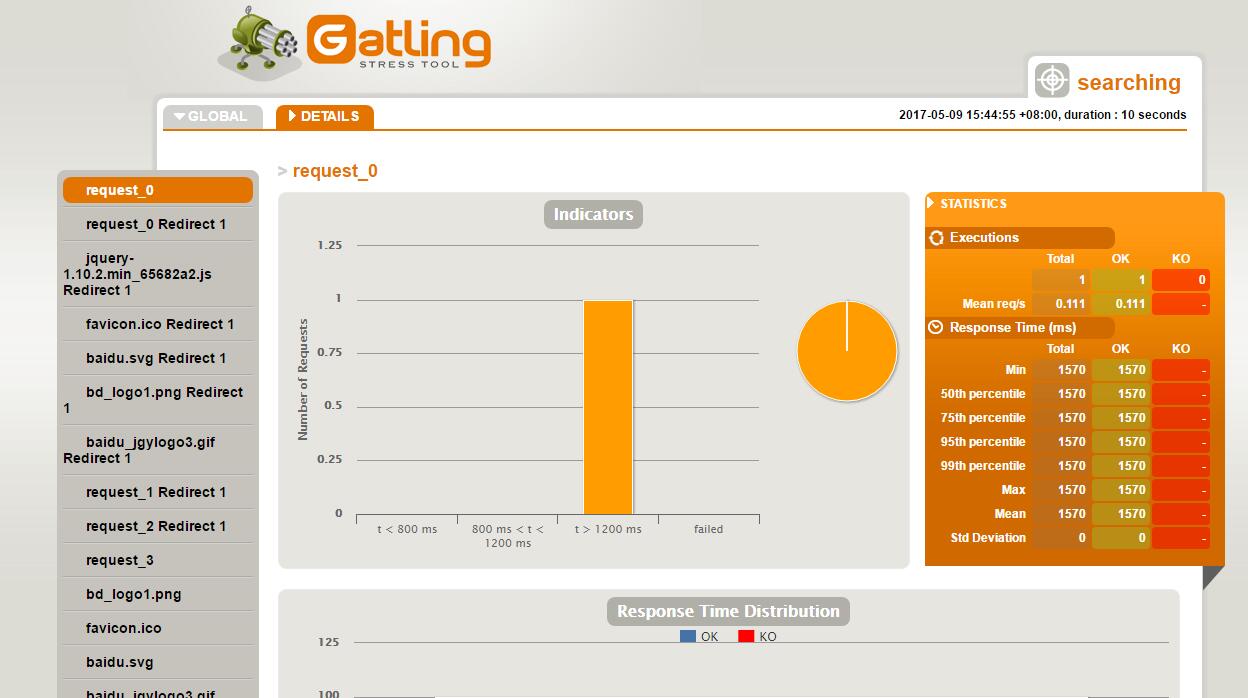 Gatling
STRESS TOOL
searching
GLOBAL
DETAILS
2017-05-09 15:44:55 +08:00, duration : 10 seconds
> request_0
request_0
request_0 Redirect 1
jquery-
1.10.2.min_65682a2.js
Redirect 1
favicon.ico Redirect 1
baidu.svg Redirect 1
bd_logo1.png Redirect
1
baidu_jgylogo3.gif
Redirect 1
request_1 Redirect 1
request_2 Redirect 1
request_3
bd_logo1.png
favicon.ico
baidu.svg
baidu_jgylogo3.gif
Indicators
Number of Requests
1.25
1
0.75
0.5
0.25
0
t < 800 ms
800 ms < t <
1200 ms
t > 1200 ms
failed
STATISTICS
Executions
Total OK KO
1 1 0
Mean req/s 0.111 0.111 -
Response Time (ms)
Total OK KO
Min 1570 1570 -
50th percentile 1570 1570 -
75th percentile 1570 1570 -
95th percentile 1570 1570 -
99th percentile 1570 1570 -
Max 1570 1570 -
Mean 1570 1570 -
Std Deviation 0 0 -
Response Time Distribution
OK KO
125
100